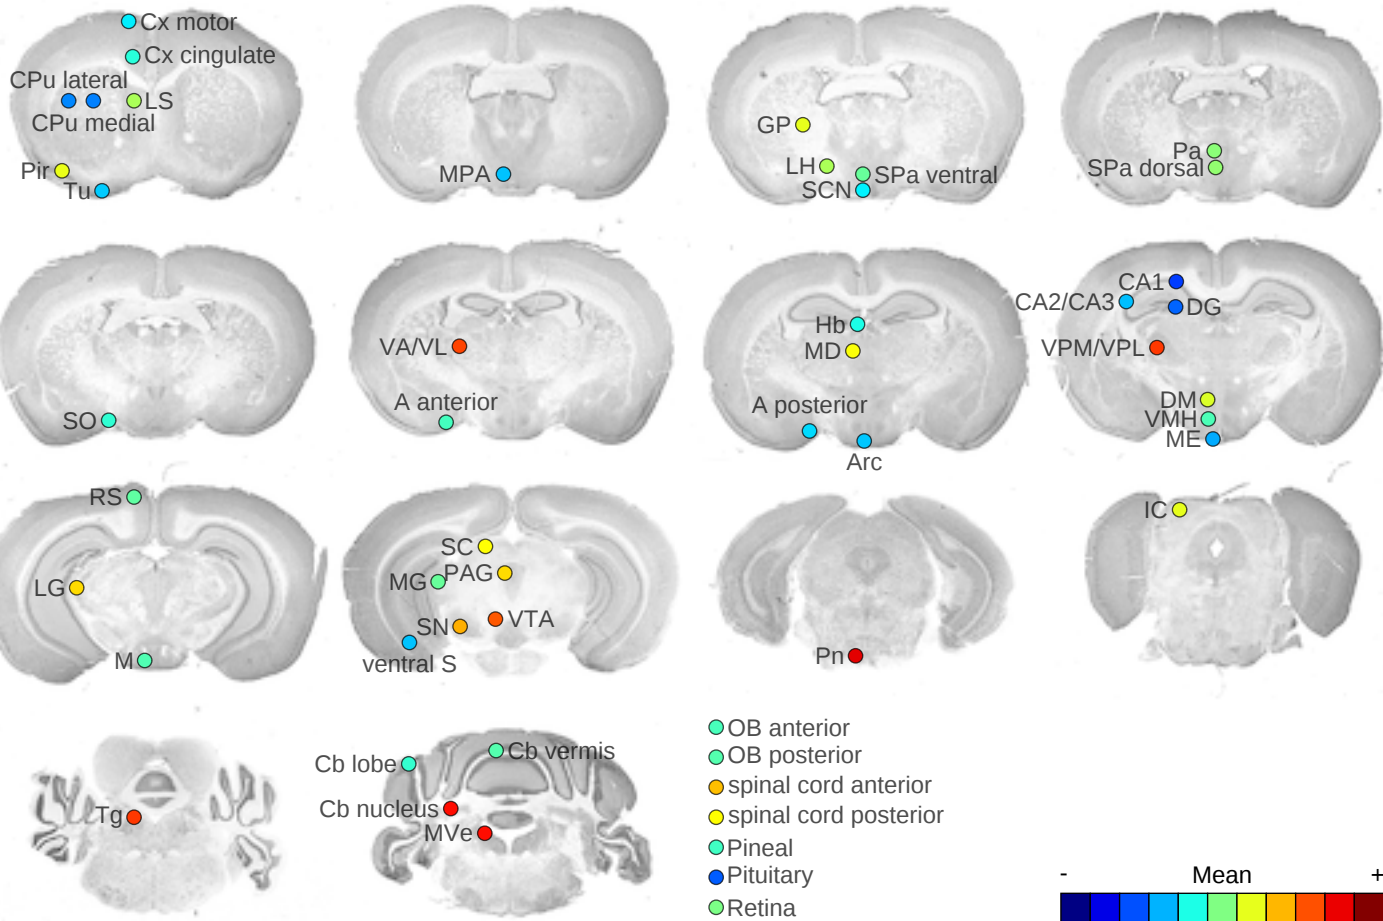 Cx motor
Cx cingulate
CPu lateral
LS
CPu medial
Pir
Tu
MPA
GP
LH
SPa ventral
SCN
Pa
SPa dorsal
SO
VA/VL
A anterior
Hb
MD
A posterior
Arc
CA1
CA2/CA3
DG
VPM/VPL
DM
VMH
ME
RS
LG
M
SC
PAG
MG
SN
VTA
ventral S
Pn
IC
Tg
Cb lobe
Cb vermis
Cb nucleus
MVe
OB anterior
OB posterior
spinal cord anterior
spinal cord posterior
Pineal
Pituitary
Retina
- Mean +